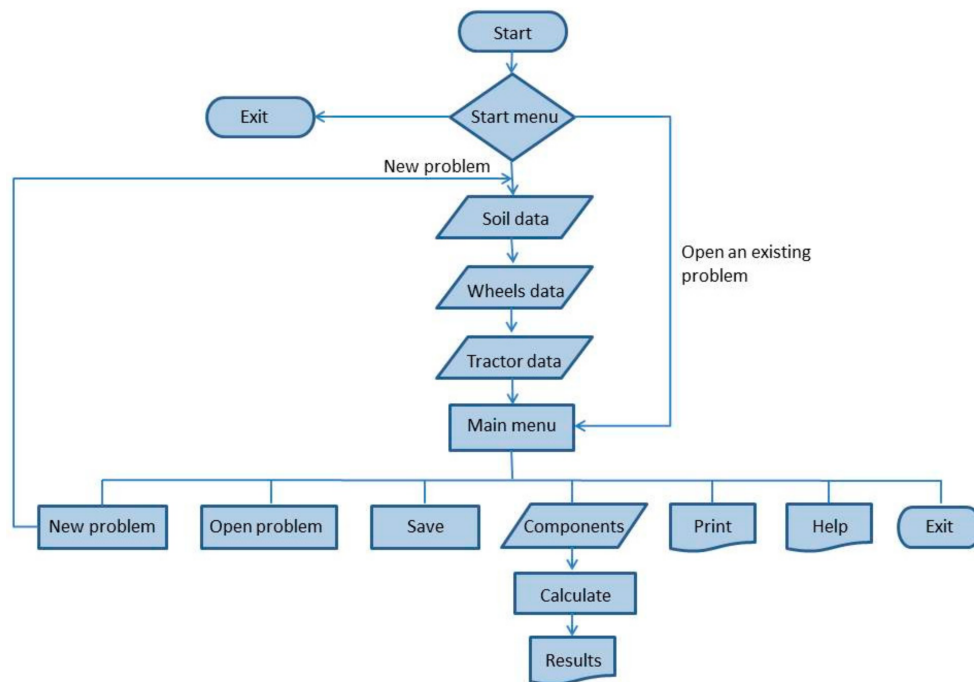 Start
Exit
Start menu
New problem
Soil data
Open an existing
problem
Wheels data
Tractor data
Main menu
New problem
Open problem
Save
Components
Print
Help
Exit
Calculate
Results